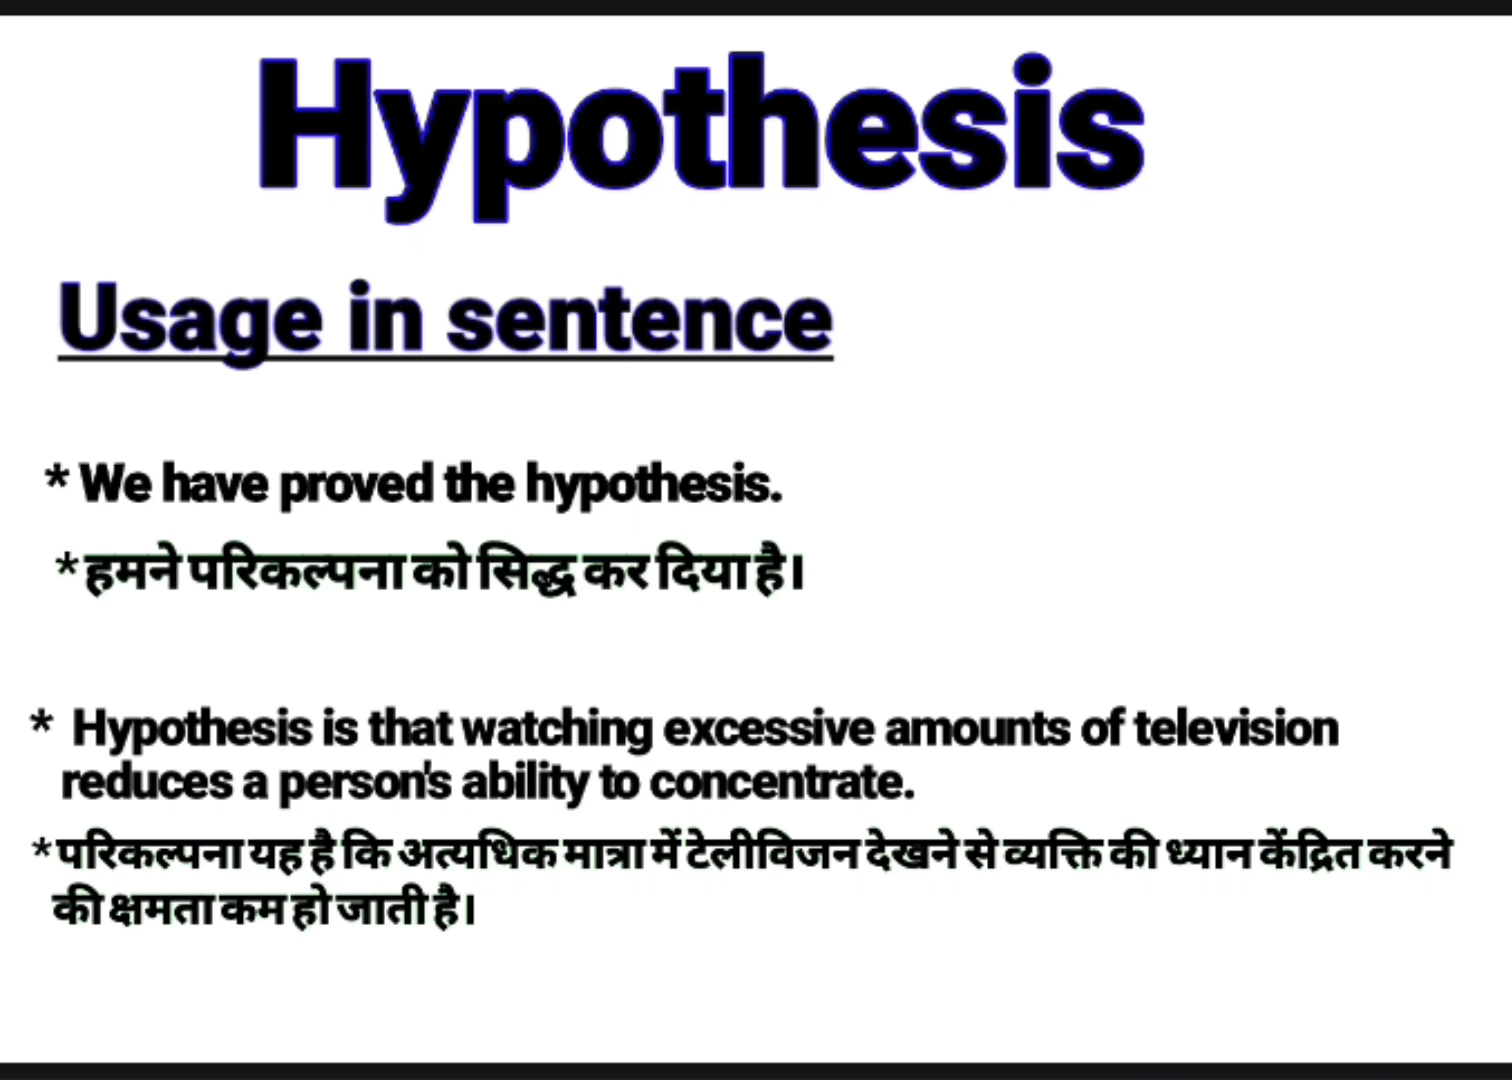 Hypothesis
Usage in sentence
* We have proved the hypothesis.
* हमने परिकल्पना को सिद्ध कर दिया है।
* Hypothesis is that watching excessive amounts of television
reduces a person's ability to concentrate.
* परिकल्पना यह है कि अत्यधिक मात्रा में टेलीविजन देखने से व्यक्ति की ध्यान केंद्रित करने
की क्षमता कम हो जाती है।